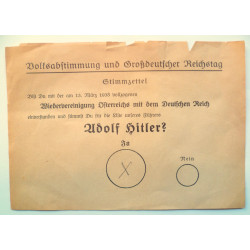 Volksabstimmung und Großdeutscher Reichstag
Stimmzettel
Bist Du mit der am 13. März 1938 vollzogenen
Wiedervereinigung Österreichs mit dem Deutschen Reich
einverstanden und stimmst Du für die Liste unseres Führers
Adolf Hitler?
Ja
Nein
X